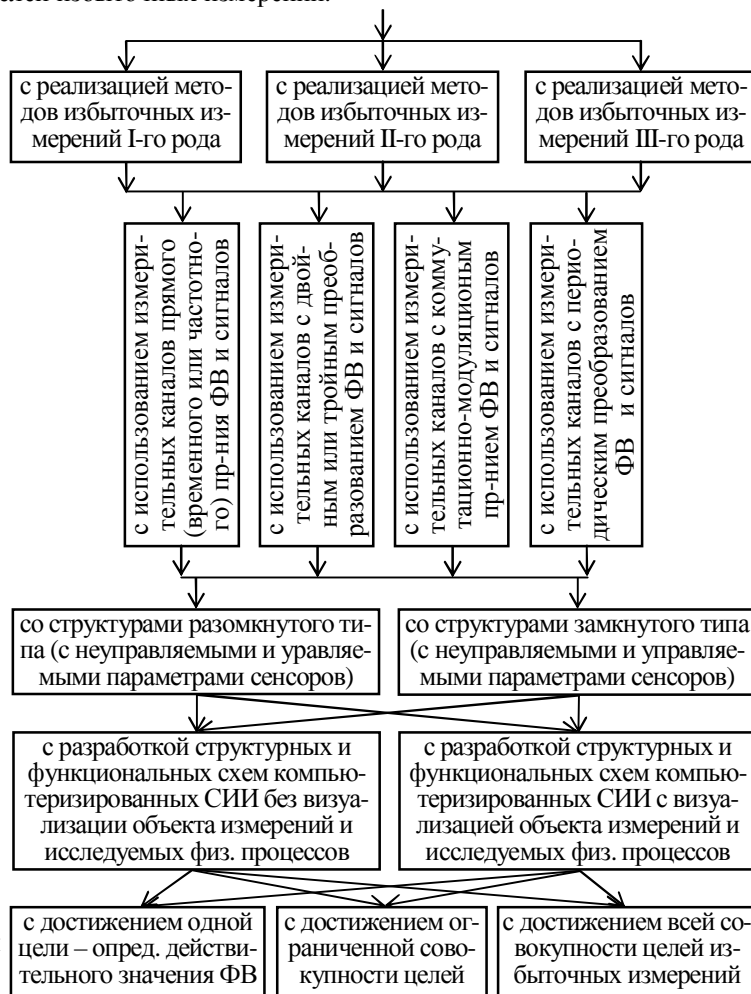 избыточных измерений.
с реализацией мето-
дов избыточных из-
мерений I-го рода
с реализацией мето-
дов избыточных из-
мерений II-го рода
с реализацией мето-
дов избыточных из-
мерений III-го рода
с использованием измери-
тельных каналов прямого
(временного или частотно-
го) пр-ния ФВ и сигналов
с использованием измери-
тельных каналов с двой-
ным или тройным преоб-
разованием ФВ и сигналов
с использованием измери-
тельных каналов с комму-
тационно-модуляционым
пр-нием ФВ и сигналов
с использованием измери-
тельных каналов с перио-
дическим преобразованием
ФВ и сигналов
со структурами разомкнутого ти-
па (с неуправляемыми и уравляе-
мыми параметрами сенсоров)
со структурами замкнутого типа
(с неуправляемыми и управляе-
мыми параметрами сенсоров)
с разработкой структурных и
функциональных схем компью-
теризированных СИИ без визуа-
лизации объекта измерений и
исследуемых физ. процессов
с разработкой структурных и
функциональных схем компью-
теризированных СИИ с визуа-
лизацией объекта измерений и
исследуемых физ. процессов
с достижением одной
цели – опред. действи-
тельного значения ФВ
с достижением ог-
раниченной сово-
купности целей
с достижением всей со-
вокупности целей из-
быточных измерений